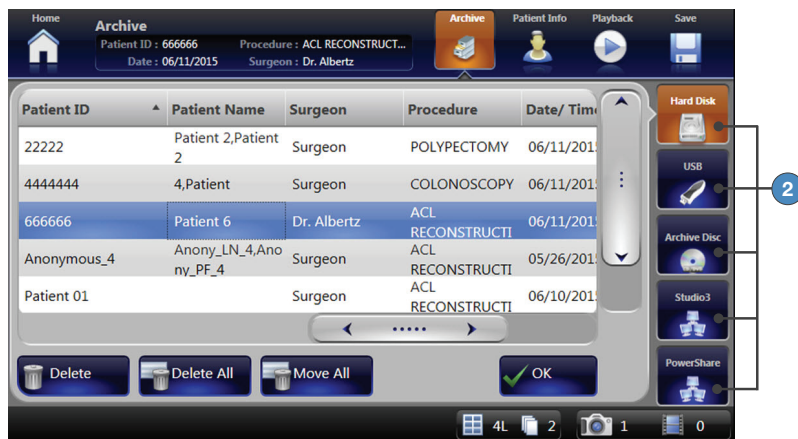 Home
Archive
Patient ID : 666666 Procedure : ACL RECONSTRUCT...
Date : 06/11/2015 Surgeon : Dr. Albertz
Archive
Patient Info
Playback
Save
Patient ID Patient Name Surgeon Procedure Date/ Time
22222 Patient 2,Patient 2 Surgeon POLYPECTOMY 06/11/201
4444444 4,Patient Surgeon COLONOSCOPY 06/11/201
666666 Patient 6 Dr. Albertz ACL RECONSTRUCTI 06/11/201
Anonymous_4 Anony_LN_4,Anony_PF_4 Surgeon ACL RECONSTRUCTI 05/26/201
Patient 01 Surgeon ACL RECONSTRUCTI 06/10/201
Hard Disk
USB
Archive Disc
Studio3
PowerShare
2
Delete
Delete All
Move All
OK
4L 2 1 0